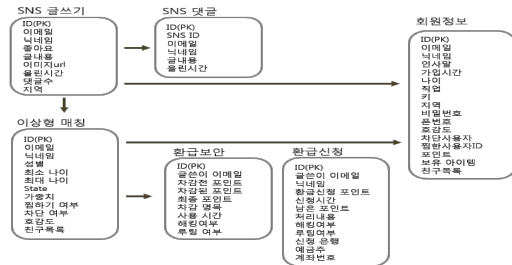 SNS 글쓰기
ID(PK)
이메일
닉네임
좋아요
글내용
이미지url
올린시간
댓글수
지역
SNS 댓글
ID(PK)
SNS ID
이메일
닉네임
글내용
올린시간
회원정보
ID(PK)
이메일
닉네임
인사말
가입시간
나이
직업
키
지역
비밀번호
폰번호
호감도
차단사용자
찜한사용자ID
포인트
보유 아이템
친구목록
이상형 매칭
ID(PK)
이메일
닉네임
성별
최소 나이
최대 나이
State
가중치
찜하기 여부
차단 여부
호감도
친구목록
환급보안
ID(PK)
글쓴이 이메일
차감전 포인트
차감된 포인트
최종 포인트
차감 명목
사용 시간
해킹여부
루팅 여부
환급신청
ID(PK)
글쓴이 이메일
닉네임
환급신청 포인트
신청시간
남은 포인트
처리내용
해킹여부
루팅여부
신청 은행
예금주
계좌번호